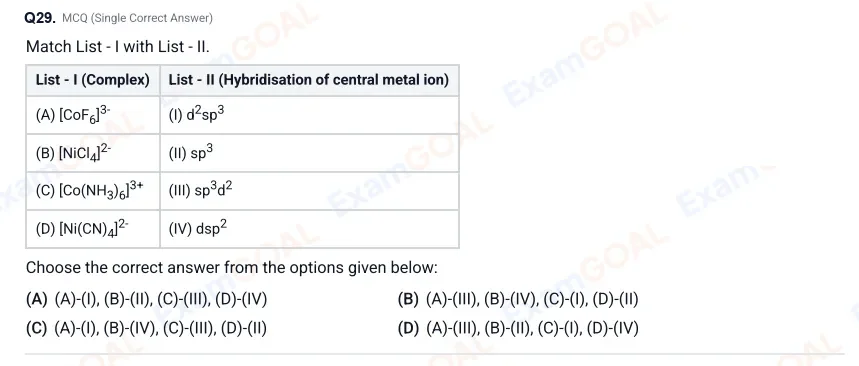 Q29. MCQ (Single Correct Answer)
Match List - I with List - II.
List - I (Complex) List - II (Hybridisation of central metal ion)
(A) [CoF₆]³⁻ (I) d²sp³
(B) [NiCl₄]²⁻ (II) sp³
(C) [Co(NH₃)₆]³⁺ (III) sp³d²
(D) [Ni(CN)₄]²⁻ (IV) dsp²
Choose the correct answer from the options given below:
(A) (A)-(I), (B)-(II), (C)-(III), (D)-(IV) (B) (A)-(III), (B)-(IV), (C)-(I), (D)-(II)
(C) (A)-(I), (B)-(IV), (C)-(III), (D)-(II) (D) (A)-(III), (B)-(II), (C)-(I), (D)-(IV)
ExamGOAL